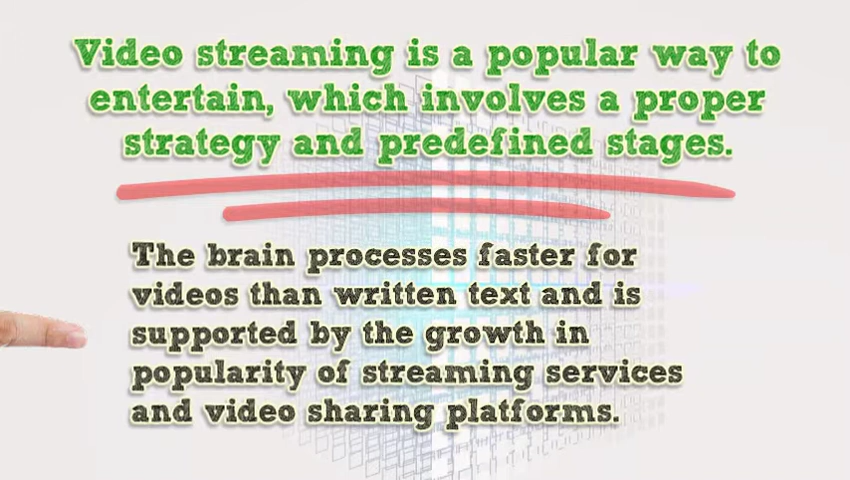 Video streaming is a popular way to
entertain, which involves a proper
strategy and predefined stages.
The brain processes faster for
videos than written text and is
supported by the growth in
popularity of streaming services
and video sharing platforms.